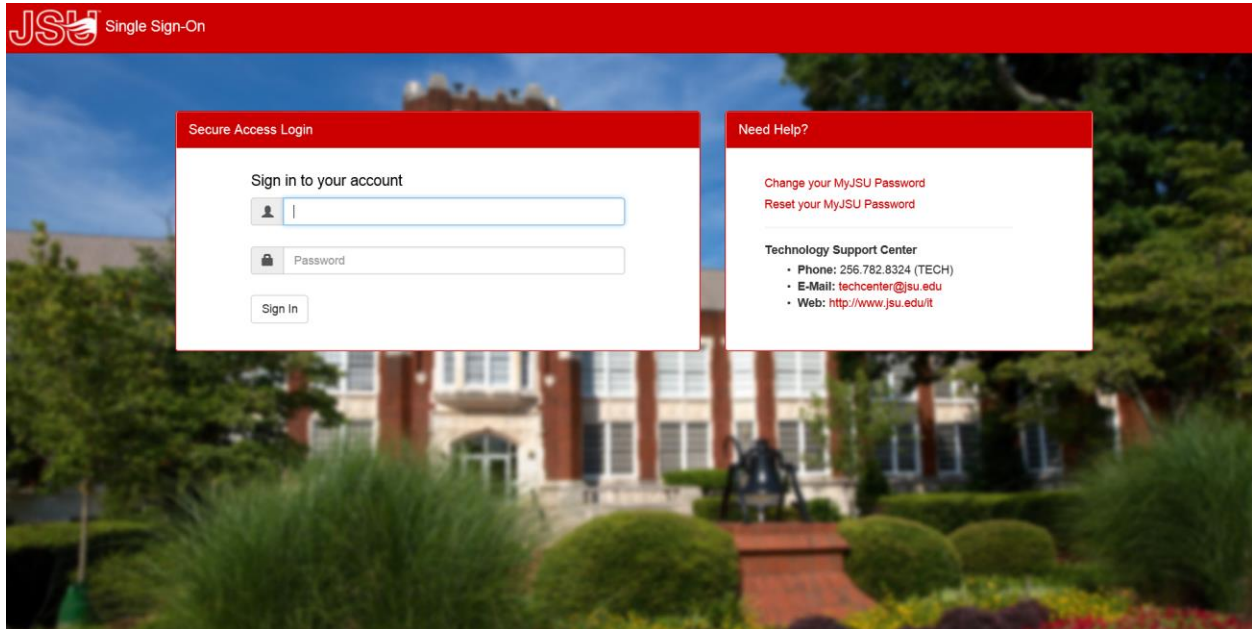 JSU Single Sign-On
Secure Access Login
Sign in to your account
Password
Sign In
Need Help?
Change your MyJSU Password
Reset your MyJSU Password
Technology Support Center
• Phone: 256.782.8324 (TECH)
• E-Mail: techcenter@jsu.edu
• Web: http://www.jsu.edu/it